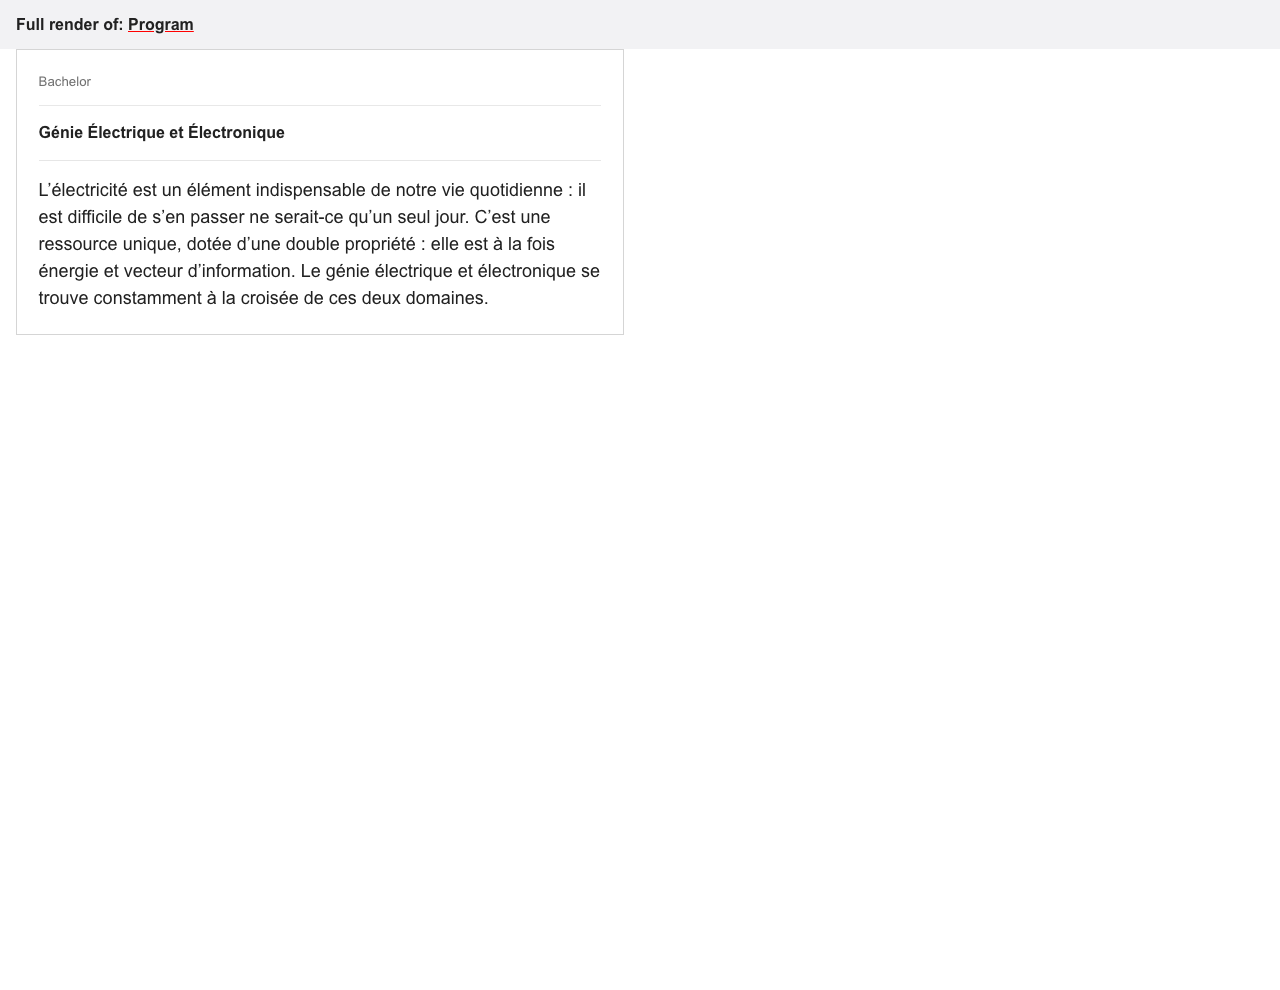 Full render of: Program
Bachelor
Génie Électrique et Électronique
L’électricité est un élément indispensable de notre vie quotidienne : il
est difficile de s’en passer ne serait-ce qu’un seul jour. C’est une
ressource unique, dotée d’une double propriété : elle est à la fois
énergie et vecteur d’information. Le génie électrique et électronique se
trouve constamment à la croisée de ces deux domaines.